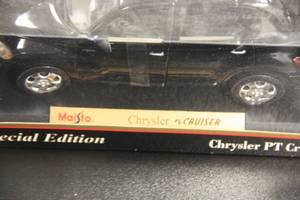 Maisto Chrysler PT CRUISER
ecial Edition Chrysler PT Cr